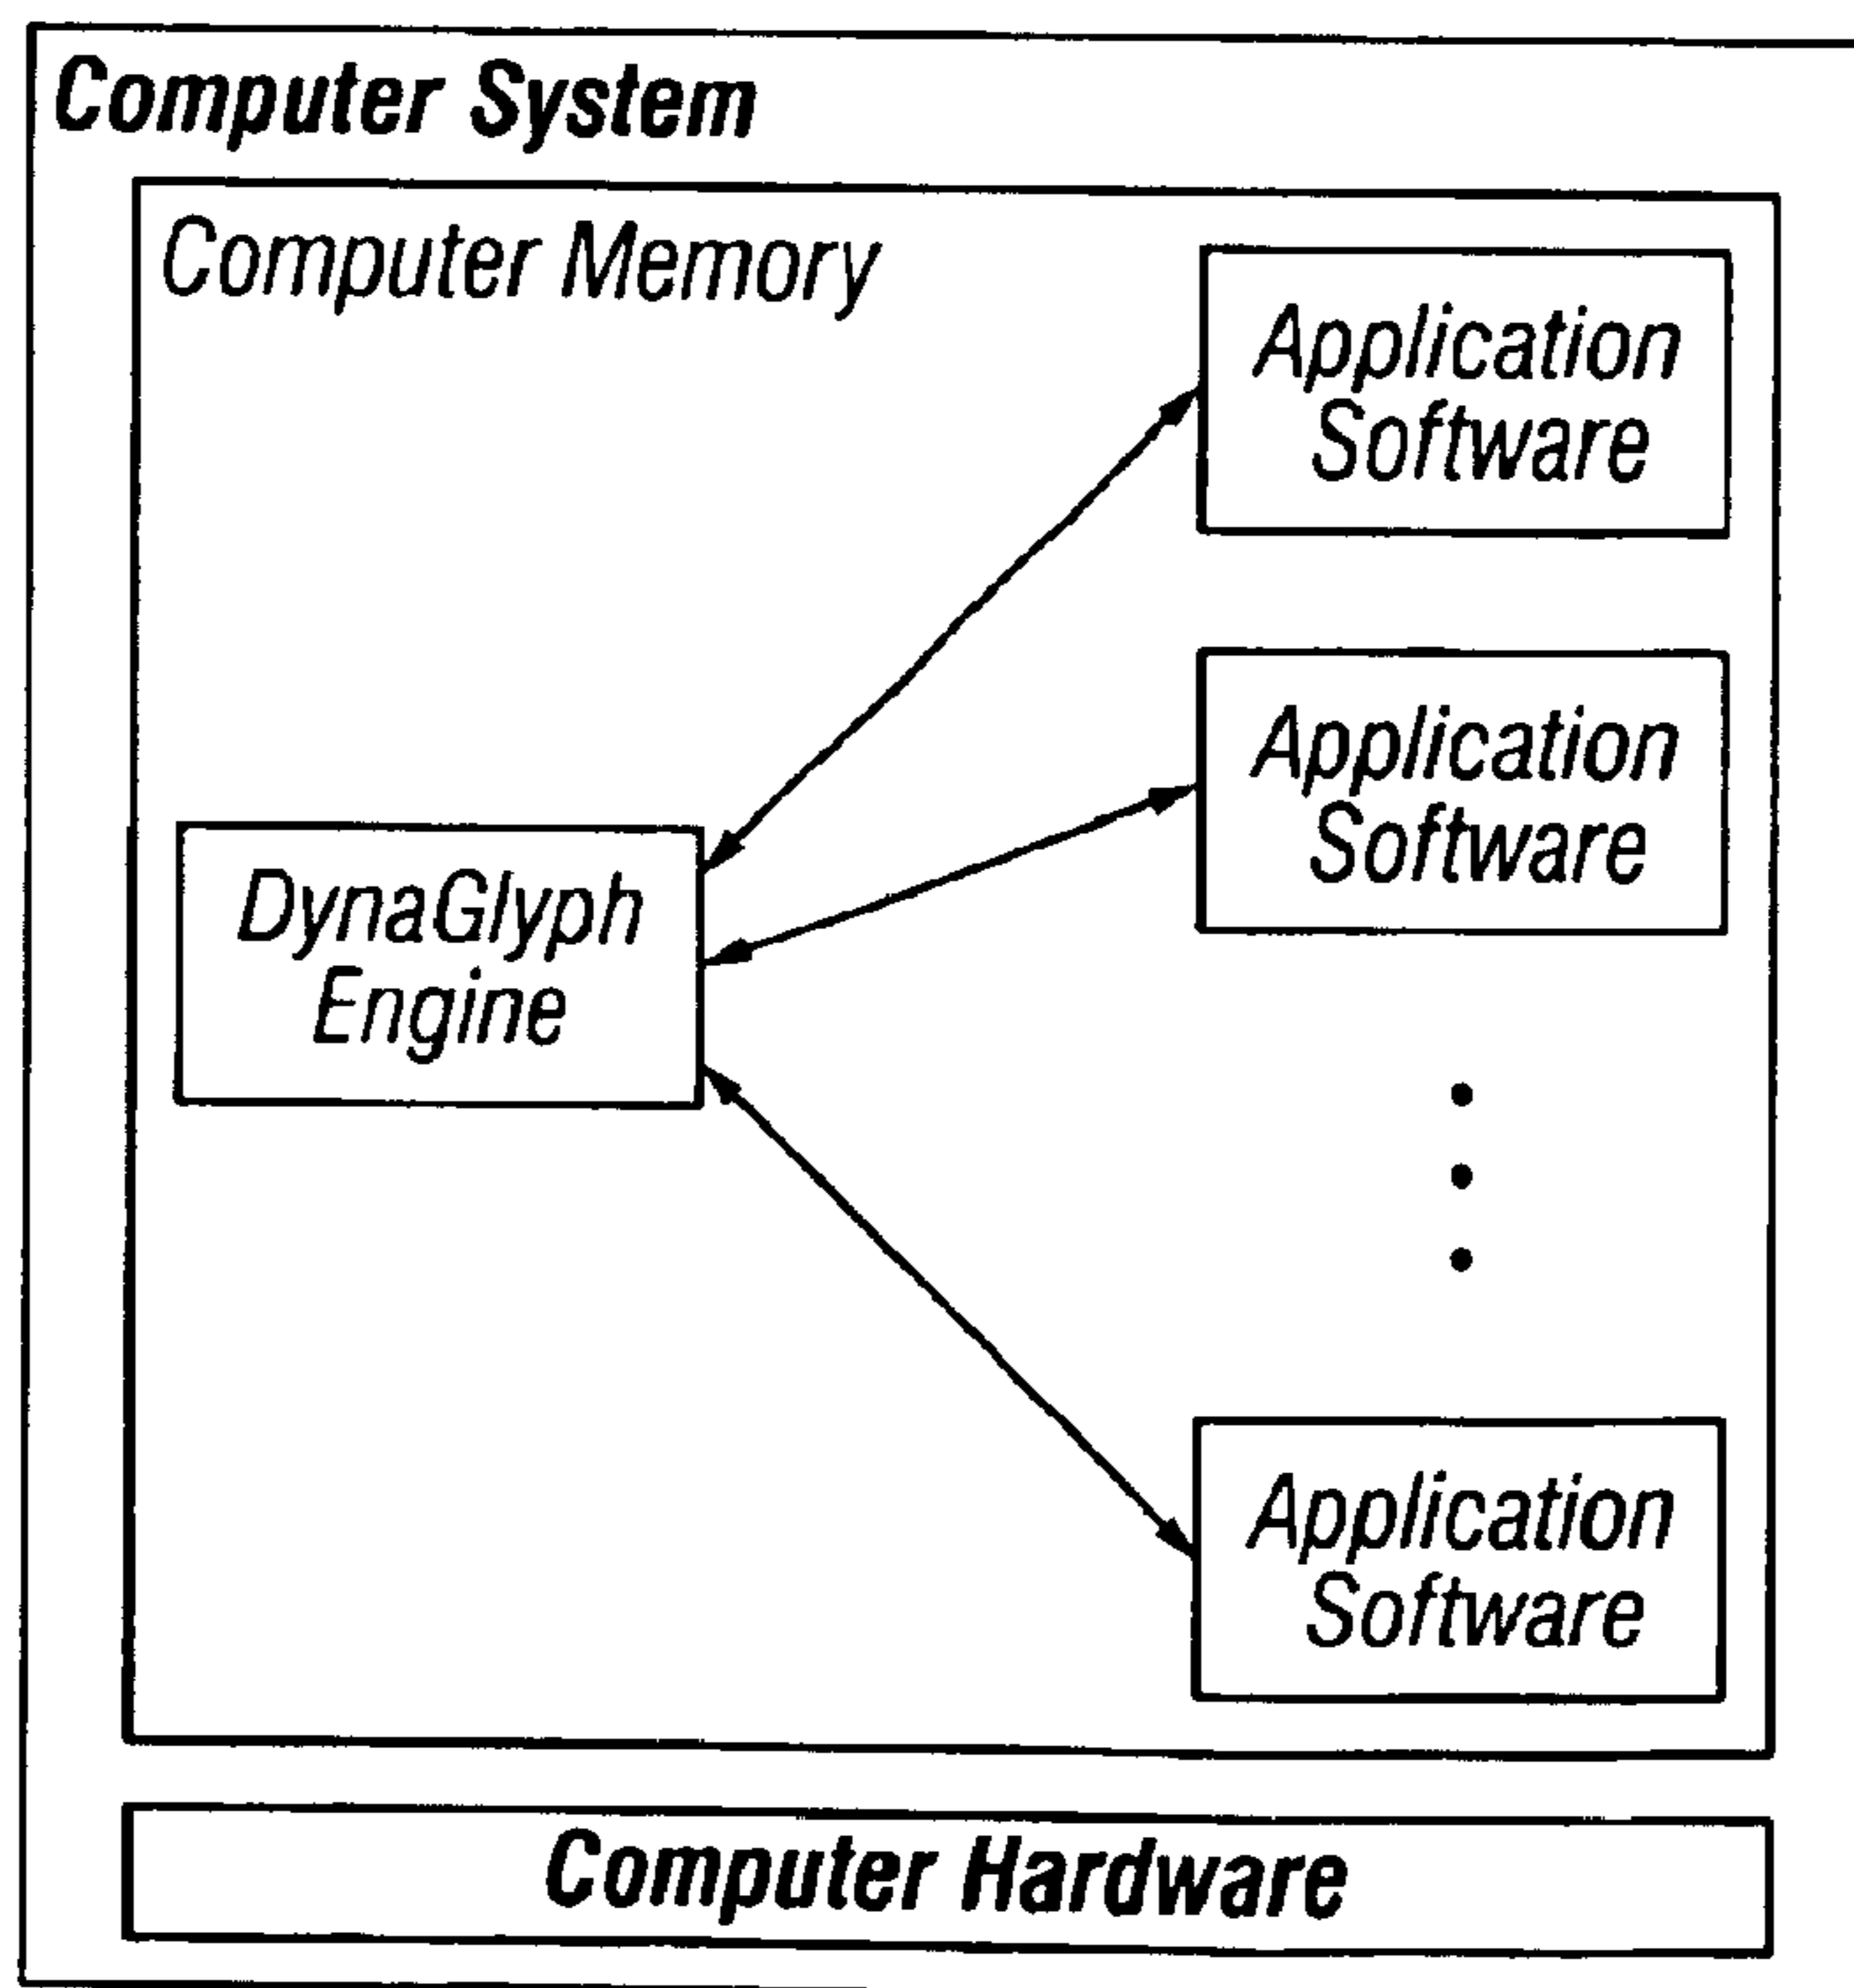 Computer System
Computer Memory
Application
Software
Application
Software
DynaGlyph
Engine
Application
Software
Computer Hardware